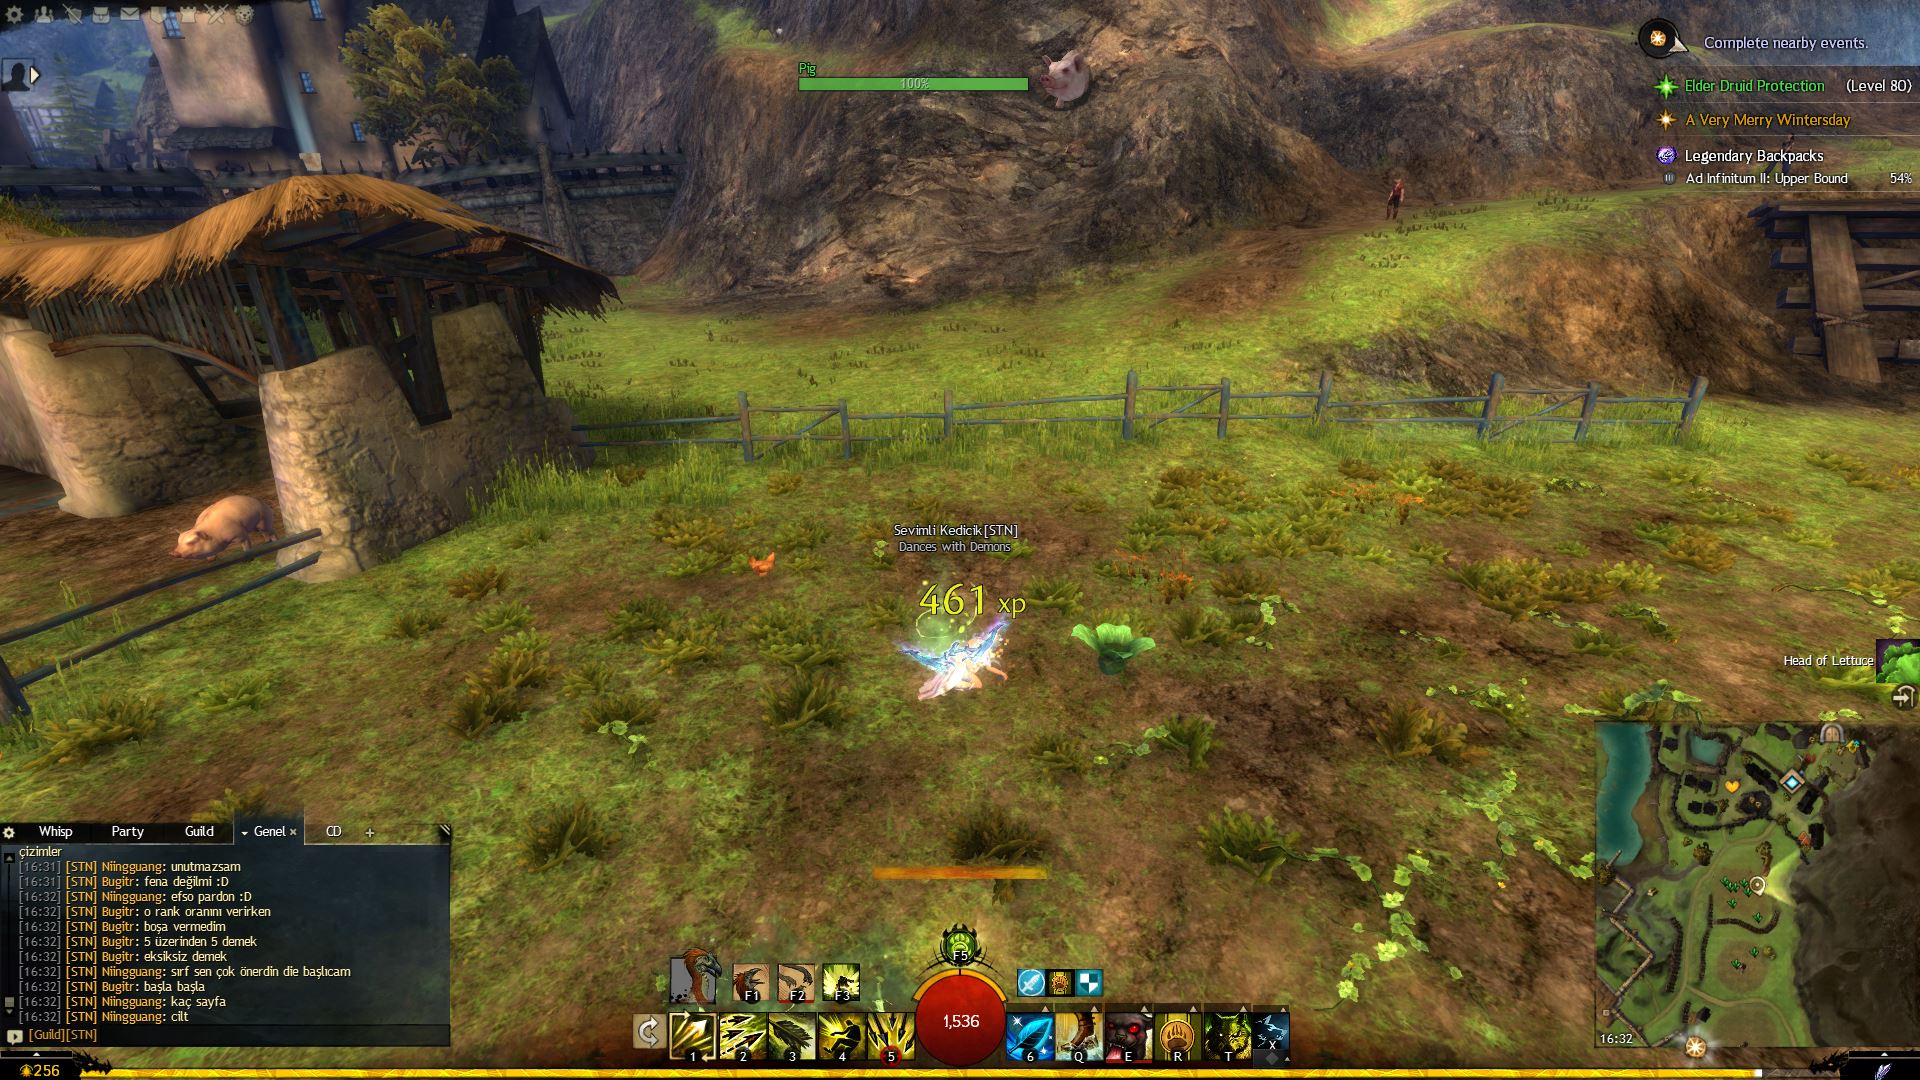 Pig
100%
Complete nearby events.
Elder Druid Protection (Level 80)
A Very Merry Wintersday
Legendary Backpacks
Ad Infinitum II: Upper Bound 54%
Sevimli Kedicik[STN]
Dances with Demons
461 xp
Head of Lettuce
Whisp Party Guild Genel CD +
çizimler
[16:31] [STN] Niingguang: unutmazsam
[16:31] [STN] Bugitr: fena değilmi :D
[16:32] [STN] Niingguang: efso pardon :D
[16:32] [STN] Bugitr: o rank oranını verirken
[16:32] [STN] Bugitr: boşa vermedim
[16:32] [STN] Bugitr: 5 üzerinden 5 demek
[16:32] [STN] Bugitr: eksiksiz demek
[16:32] [STN] Niingguang: sırf sen çok önerdin die başlıcam
[16:32] [STN] Bugitr: başla başla
[16:32] [STN] Niingguang: kaç sayfa
[16:32] [STN] Niingguang: cilt
[Guild][STN]
F5
F1 F2 F3
1,536
1 2 3 4 5 6 Q E R T X
16:32
256